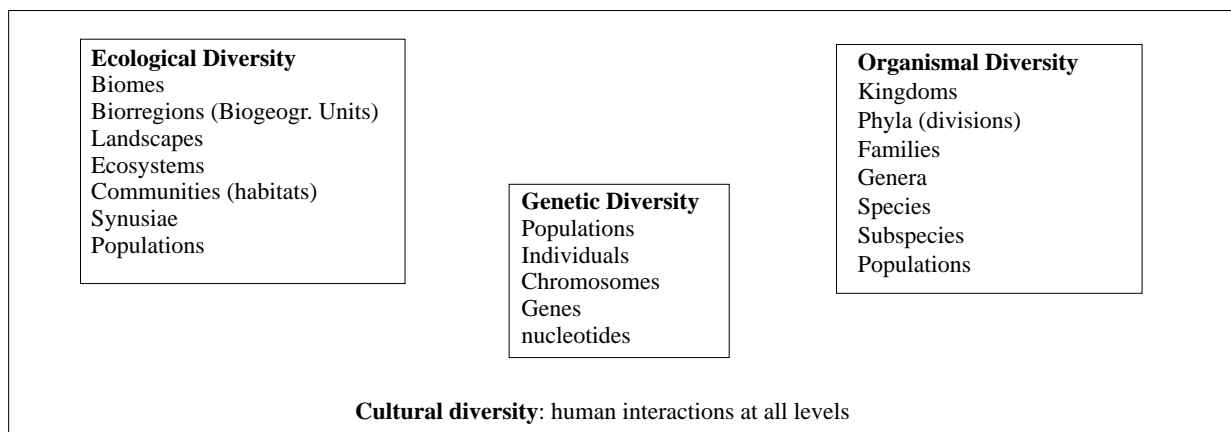 Ecological Diversity
Biomes
Biorregions (Biogeogr. Units)
Landscapes
Ecosystems
Communities (habitats)
Synusiae
Populations
Genetic Diversity
Populations
Individuals
Chromosomes
Genes
nucleotides
Organismal Diversity
Kingdoms
Phyla (divisions)
Families
Genera
Species
Subspecies
Populations
Cultural diversity: human interactions at all levels